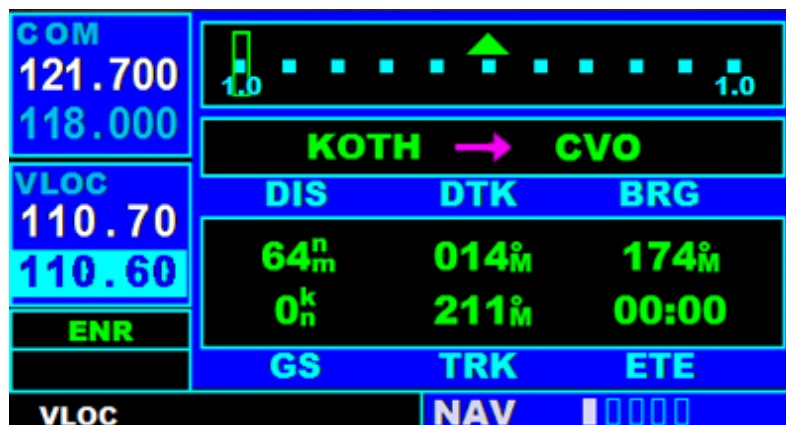 COM
121.700
118.000
VLOC
110.70
110.60
ENR
1.0 1.0
KOTH → CVO
DIS DTK BRG
64nm 014°M 174°M
0kn 211°M 00:00
GS TRK ETE
VLOC NAV